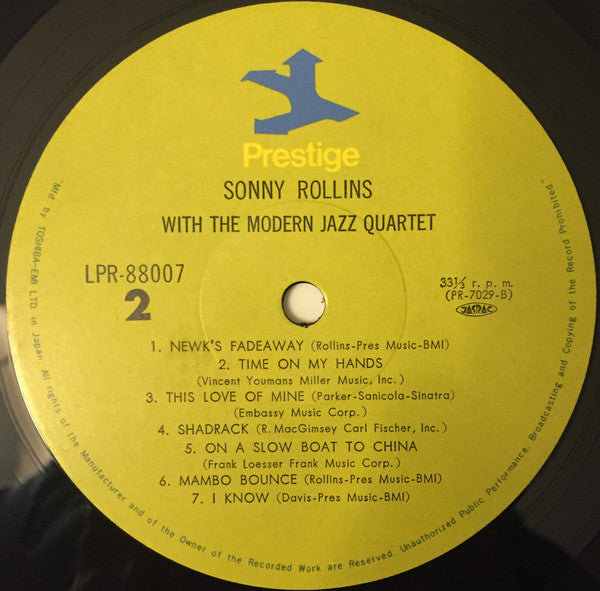 Prestige
SONNY ROLLINS
WITH THE MODERN JAZZ QUARTET
LPR-88007
2
33⅓ r. p. m.
(PR-7029-B)
JASRAC
1. NEWK'S FADEAWAY (Rollins-Pres Music-BMI)
2. TIME ON MY HANDS
(Vincent Youmans Miller Music, Inc.)
3. THIS LOVE OF MINE (Parker-Sanicola-Sinatra)
(Embassy Music Corp.)
4. SHADRACK (R. MacGimsey Carl Fischer, Inc.)
5. ON A SLOW BOAT TO CHINA
(Frank Loesser Frank Music Corp.)
6. MAMBO BOUNCE (Rollins-Pres Music-BMI)
7. I KNOW (Davis-Pres Music-BMI)
"Mfd by TOSHIBA-EMI LTD. in Japan. All rights of the Manufacturer and of the Owner of the Recorded Work are Reserved. Unauthorized Public Performance, Broadcasting and Copying of the Record Prohibited"